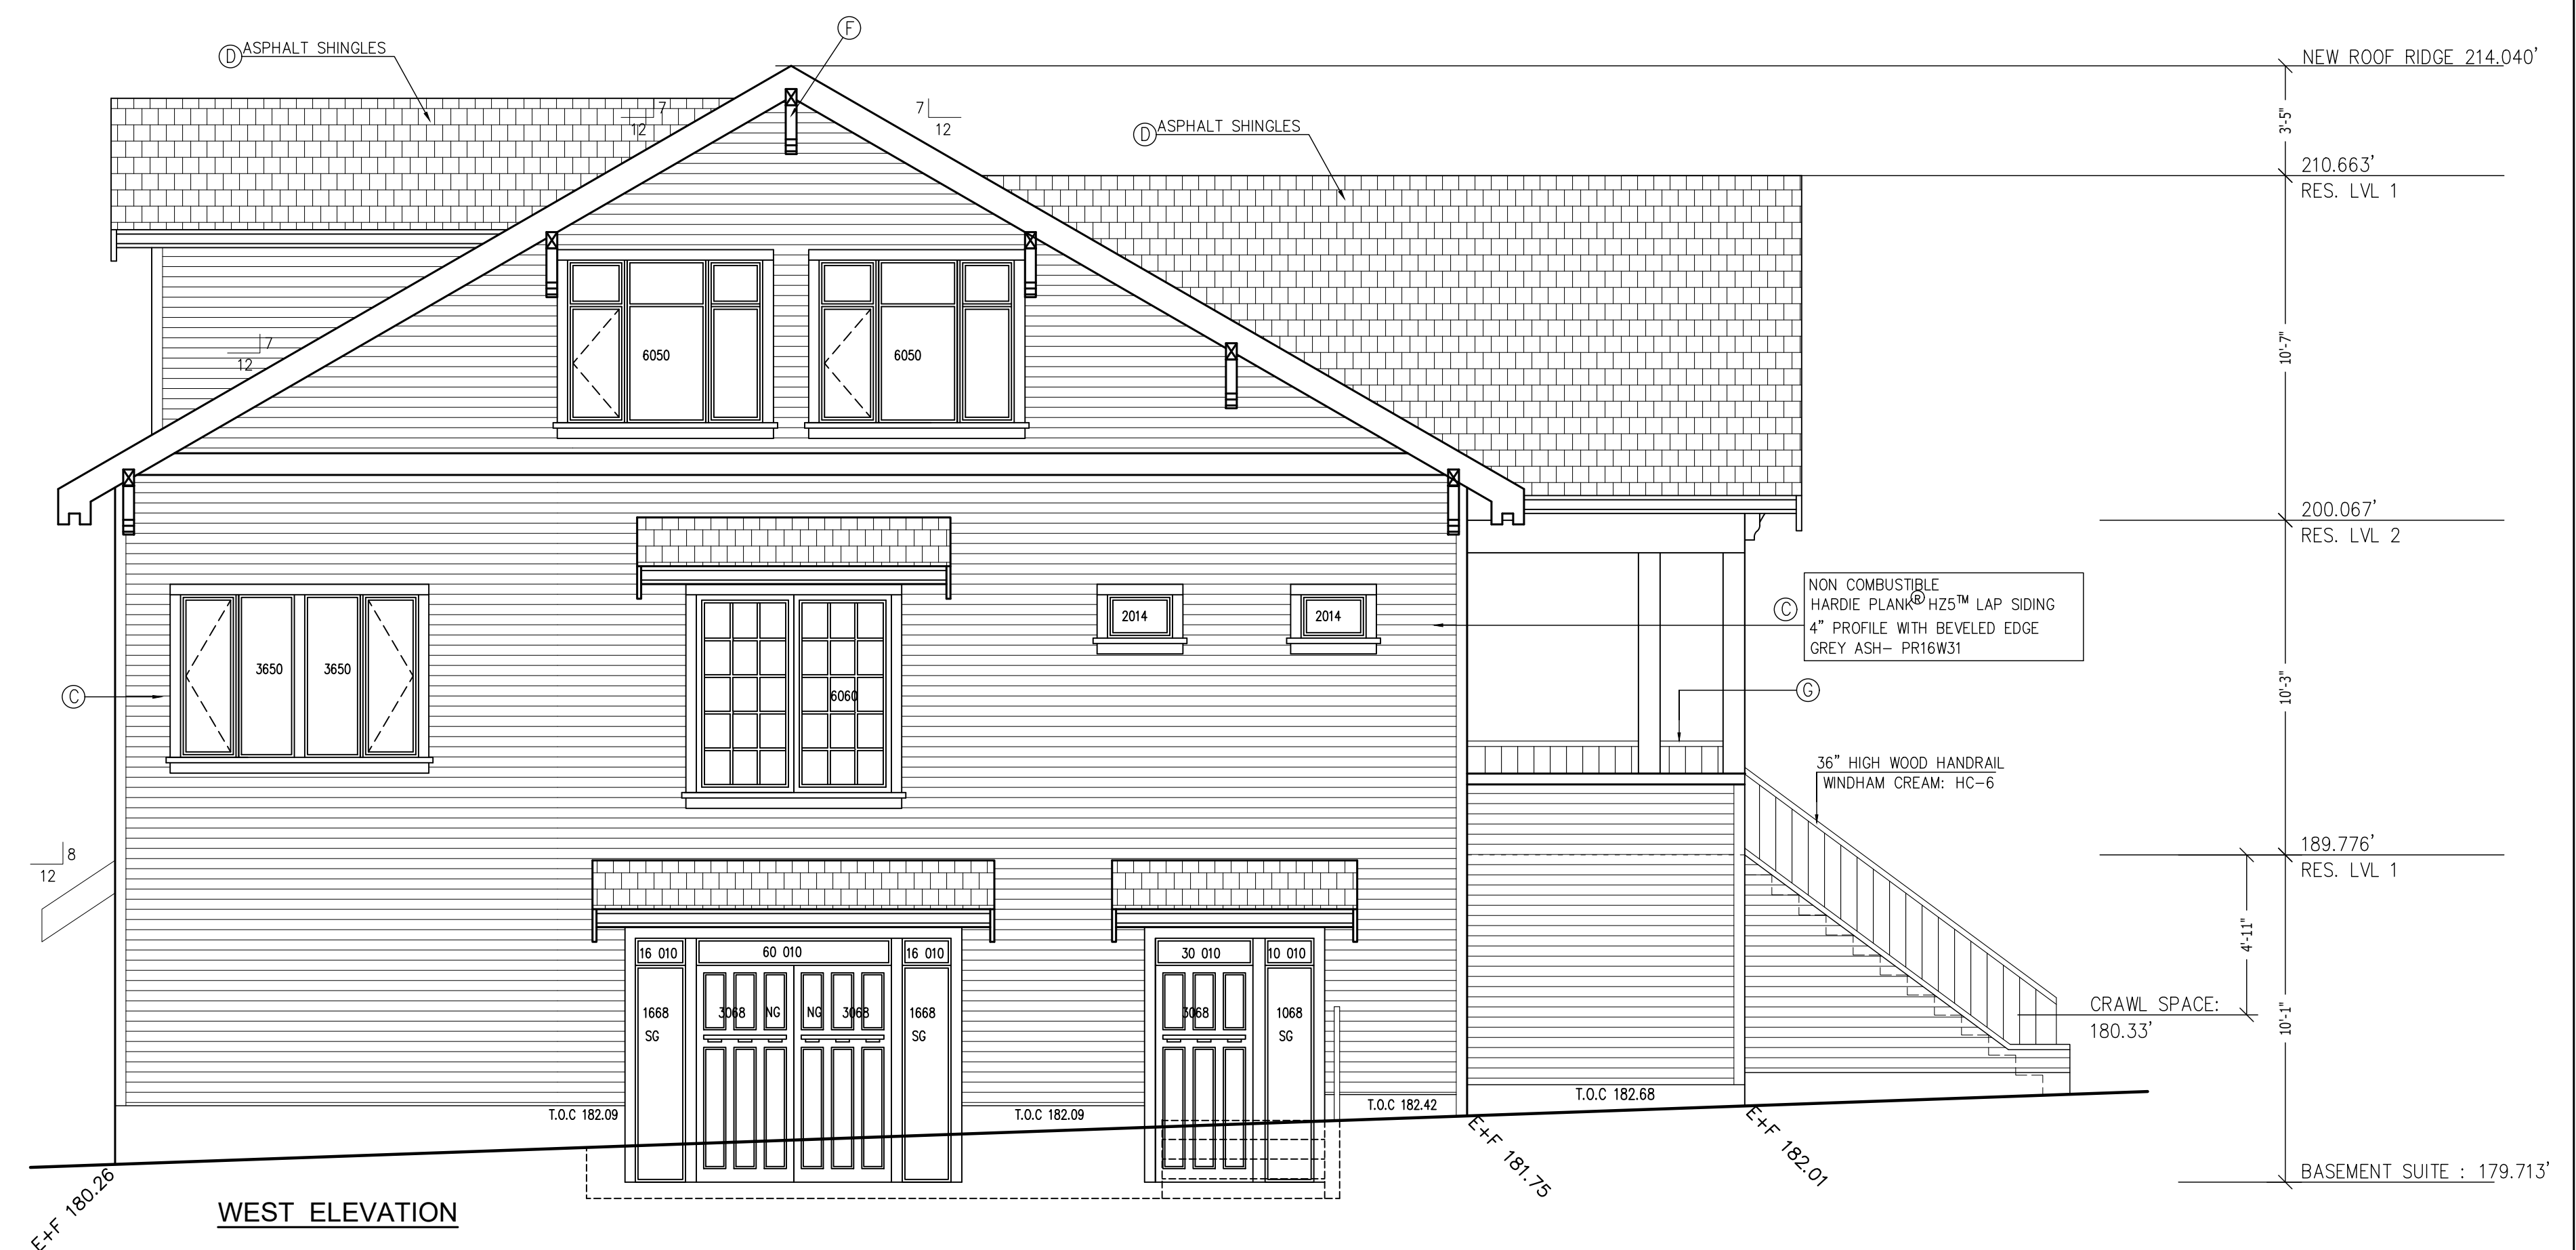 F
D ASPHALT SHINGLES
NEW ROOF RIDGE 214.040'
7
12
7
12
3'-5"
D ASPHALT SHINGLES
210.663'
RES. LVL 1
7
12
6050
6050
10'-7"
200.067'
RES. LVL 2
NON COMBUSTIBLE
C HARDIE PLANK® HZ5™ LAP SIDING
4" PROFILE WITH BEVELED EDGE
GREY ASH- PR16W31
2014
2014
3650
3650
C
6060
G
10'-3"
36" HIGH WOOD HANDRAIL
WINDHAM CREAM: HC-6
8
12
189.776'
RES. LVL 1
4'-11"
16 010
60 010
16 010
30 010
10 010
1668
SG
3068
NG
NG
3068
1668
SG
3068
1068
SG
CRAWL SPACE:
180.33'
10'-1"
T.O.C 182.09
T.O.C 182.09
T.O.C 182.42
T.O.C 182.68
E+F 180.26
E+F 181.75
E+F 182.01
BASEMENT SUITE : 179.713'
WEST ELEVATION